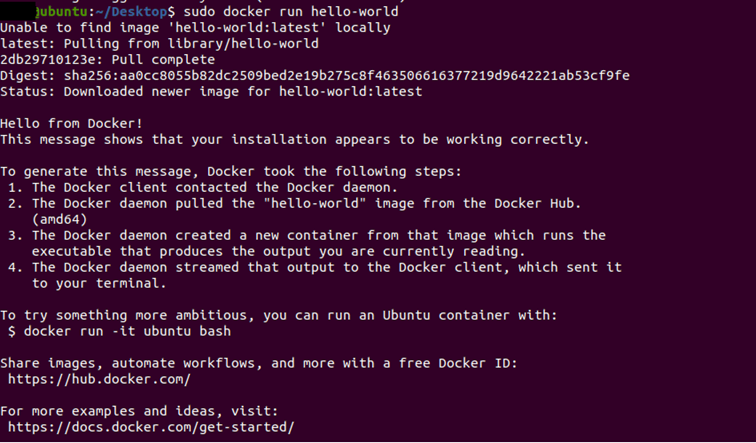 @ubuntu:~/Desktop$ sudo docker run hello-world
Unable to find image 'hello-world:latest' locally
latest: Pulling from library/hello-world
2db29710123e: Pull complete
Digest: sha256:aa0cc8055b82dc2509bed2e19b275c8f463506616377219d9642221ab53cf9fe
Status: Downloaded newer image for hello-world:latest
Hello from Docker!
This message shows that your installation appears to be working correctly.
To generate this message, Docker took the following steps:
1. The Docker client contacted the Docker daemon.
2. The Docker daemon pulled the "hello-world" image from the Docker Hub.
(amd64)
3. The Docker daemon created a new container from that image which runs the
executable that produces the output you are currently reading.
4. The Docker daemon streamed that output to the Docker client, which sent it
to your terminal.
To try something more ambitious, you can run an Ubuntu container with:
$ docker run -it ubuntu bash
Share images, automate workflows, and more with a free Docker ID:
https://hub.docker.com/
For more examples and ideas, visit:
https://docs.docker.com/get-started/